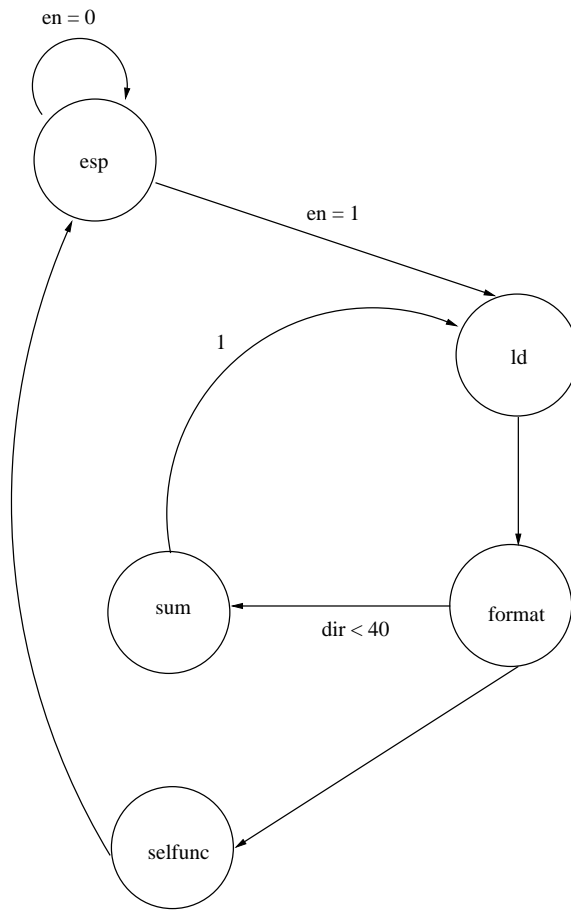 en = 0
esp
en = 1
1
ld
sum
format
dir < 40
selfunc